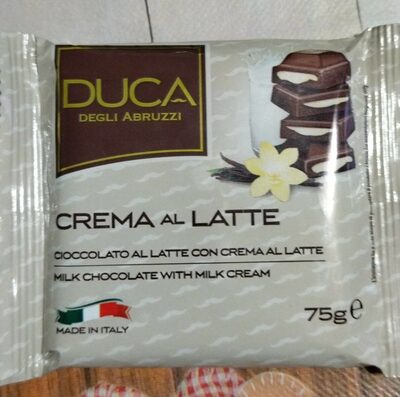 DUCA
DEGLI ABRUZZI
CREMA AL LATTE
CIOCCOLATO AL LATTE CON CREMA AL LATTE
MILK CHOCOLATE WITH MILK CREAM
MADE IN ITALY
75g e